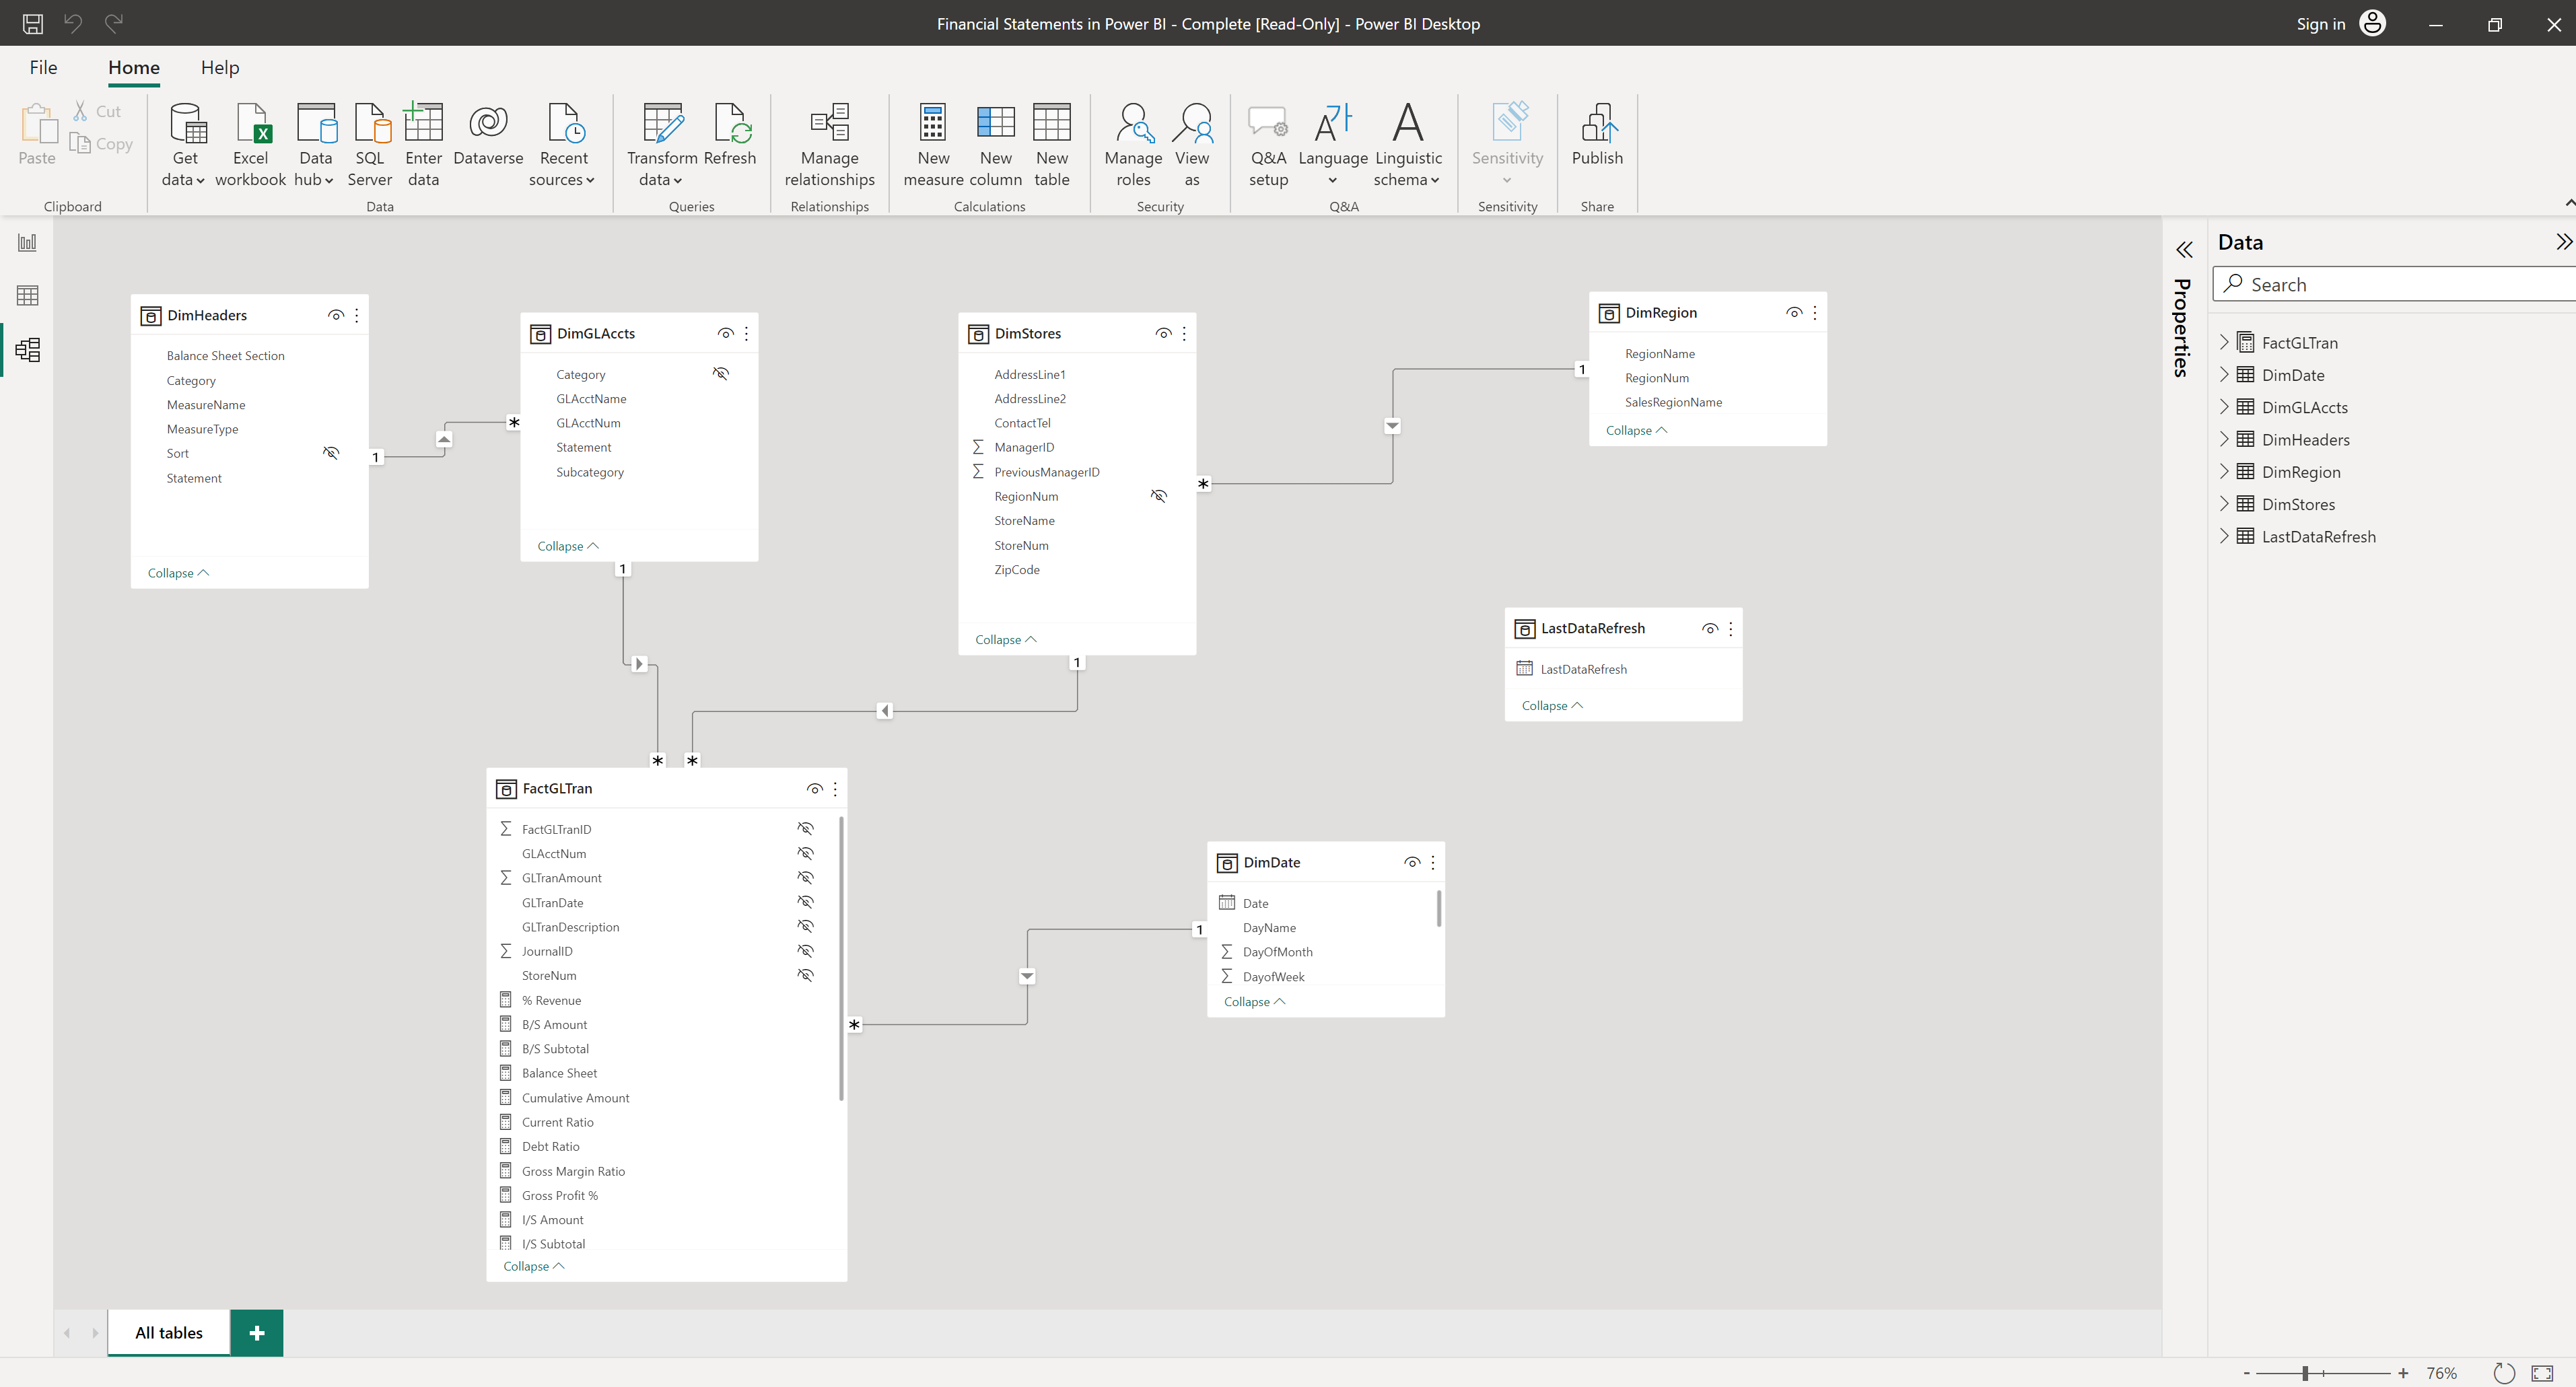 Financial Statements in Power BI - Complete [Read-Only] - Power BI Desktop
Sign in
File Home Help
Paste
Cut
Copy
Get data
Excel workbook
Data hub
SQL Server
Enter data
Dataverse
Recent sources
Transform data
Refresh
Manage relationships
New measure
New column
New table
Manage roles
View as
Q&A setup
Language
Linguistic schema
Sensitivity
Publish
Clipboard
Data
Queries
Relationships
Calculations
Security
Q&A
Sensitivity
Share
DimHeaders
Balance Sheet Section
Category
MeasureName
MeasureType
Sort
Statement
Collapse
1
*
DimGLAccts
Category
GLAcctName
GLAcctNum
Statement
Subcategory
Collapse
1
*
DimStores
AddressLine1
AddressLine2
ContactTel
ManagerID
PreviousManagerID
RegionNum
StoreName
StoreNum
ZipCode
Collapse
1
*
*
1
DimRegion
RegionName
RegionNum
SalesRegionName
Collapse
LastDataRefresh
LastDataRefresh
Collapse
FactGLTran
FactGLTranID
GLAcctNum
GLTranAmount
GLTranDate
GLTranDescription
JournalID
StoreNum
% Revenue
B/S Amount
B/S Subtotal
Balance Sheet
Cumulative Amount
Current Ratio
Debt Ratio
Gross Margin Ratio
Gross Profit %
I/S Amount
I/S Subtotal
Collapse
*
1
DimDate
Date
DayName
DayOfMonth
DayofWeek
Collapse
Properties
Data
Search
FactGLTran
DimDate
DimGLAccts
DimHeaders
DimRegion
DimStores
LastDataRefresh
All tables
+
- + 76%